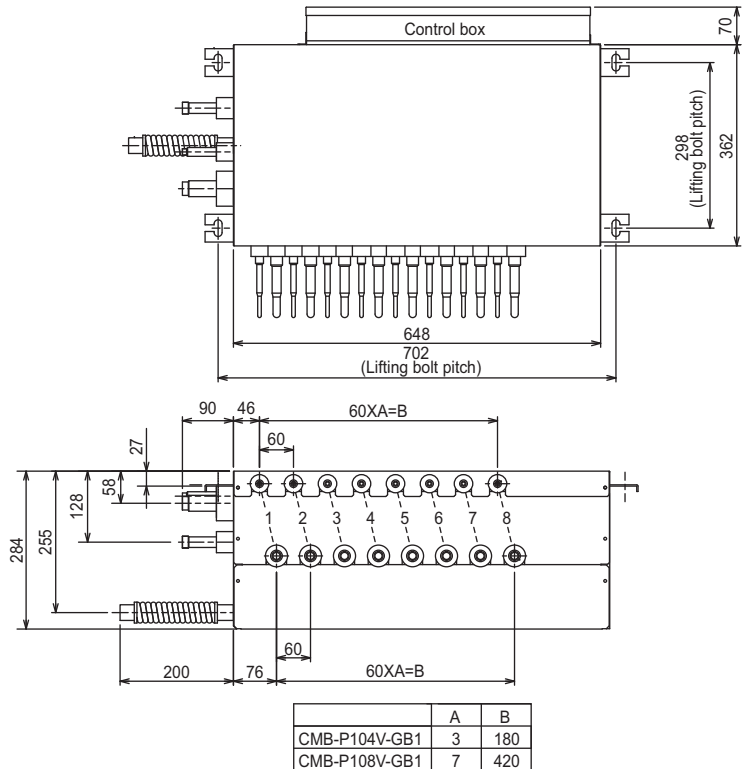 Control box
70
362
298
(Lifting bolt pitch)
648
702
(Lifting bolt pitch)
90
46
60XA=B
60
27
58
128
255
284
1 2 3 4 5 6 7 8
60
200
76
60XA=B
A B
CMB-P104V-GB1 3 180
CMB-P108V-GB1 7 420